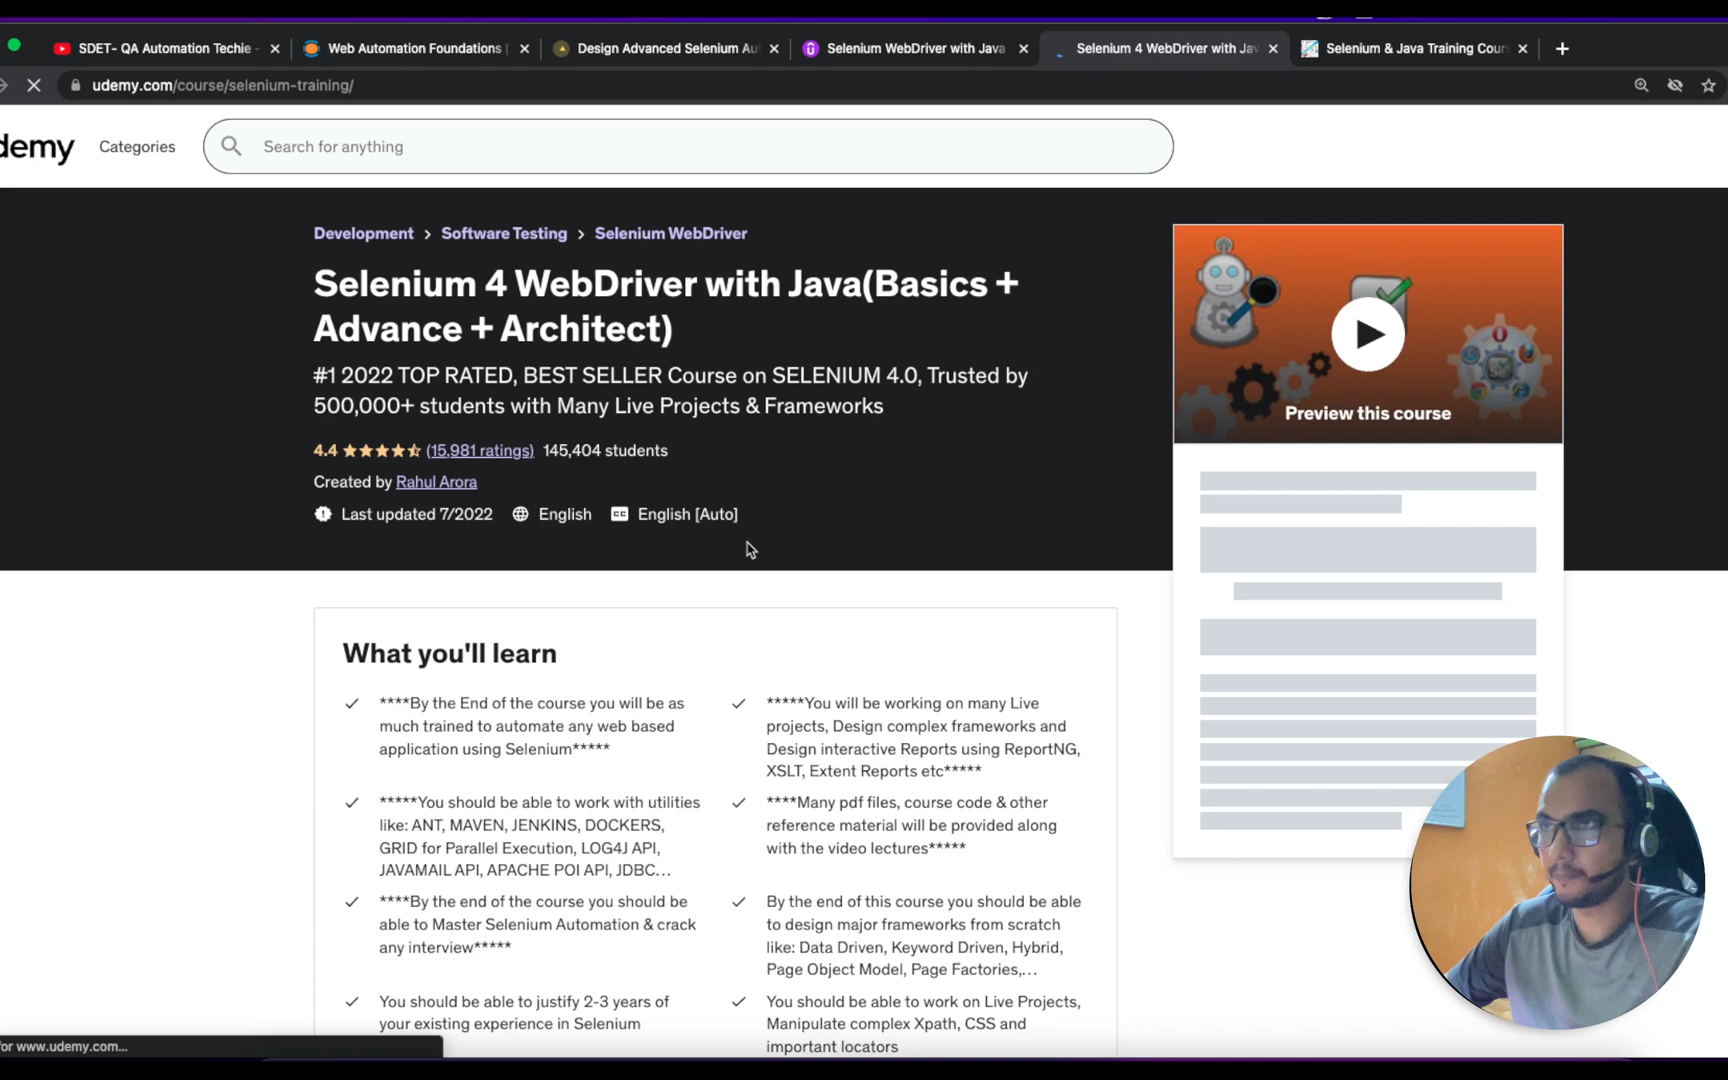 SDET- QA Automation Techie -
Web Automation Foundations |
Design Advanced Selenium Au
Selenium WebDriver with Java
Selenium 4 WebDriver with Jav
Selenium & Java Training Cour
udemy.com/course/selenium-training/
demy
Categories
Search for anything
Development > Software Testing > Selenium WebDriver
Selenium 4 WebDriver with Java(Basics +
Advance + Architect)
#1 2022 TOP RATED, BEST SELLER Course on SELENIUM 4.0, Trusted by
500,000+ students with Many Live Projects & Frameworks
4.4 (15,981 ratings) 145,404 students
Created by Rahul Arora
Last updated 7/2022 English CC English [Auto]
Preview this course
What you'll learn
****By the End of the course you will be as
much trained to automate any web based
application using Selenium*****
*****You will be working on many Live
projects, Design complex frameworks and
Design interactive Reports using ReportNG,
XSLT, Extent Reports etc*****
*****You should be able to work with utilities
like: ANT, MAVEN, JENKINS, DOCKERS,
GRID for Parallel Execution, LOG4J API,
JAVAMAIL API, APACHE POI API, JDBC...
****Many pdf files, course code & other
reference material will be provided along
with the video lectures*****
****By the end of the course you should be
able to Master Selenium Automation & crack
any interview*****
By the end of this course you should be able
to design major frameworks from scratch
like: Data Driven, Keyword Driven, Hybrid,
Page Object Model, Page Factories,...
You should be able to justify 2-3 years of
your existing experience in Selenium
You should be able to work on Live Projects,
Manipulate complex Xpath, CSS and
important locators
for www.udemy.com...